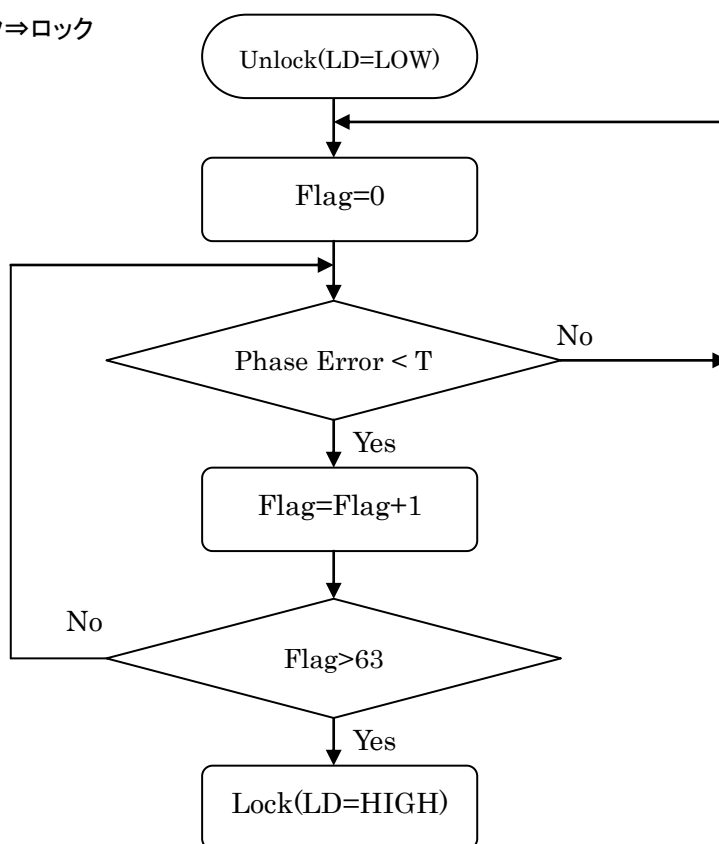 ⇒ロック
Unlock(LD=LOW)
Flag=0
Phase Error < T
No
Yes
Flag=Flag+1
No
Flag>63
Yes
Lock(LD=HIGH)